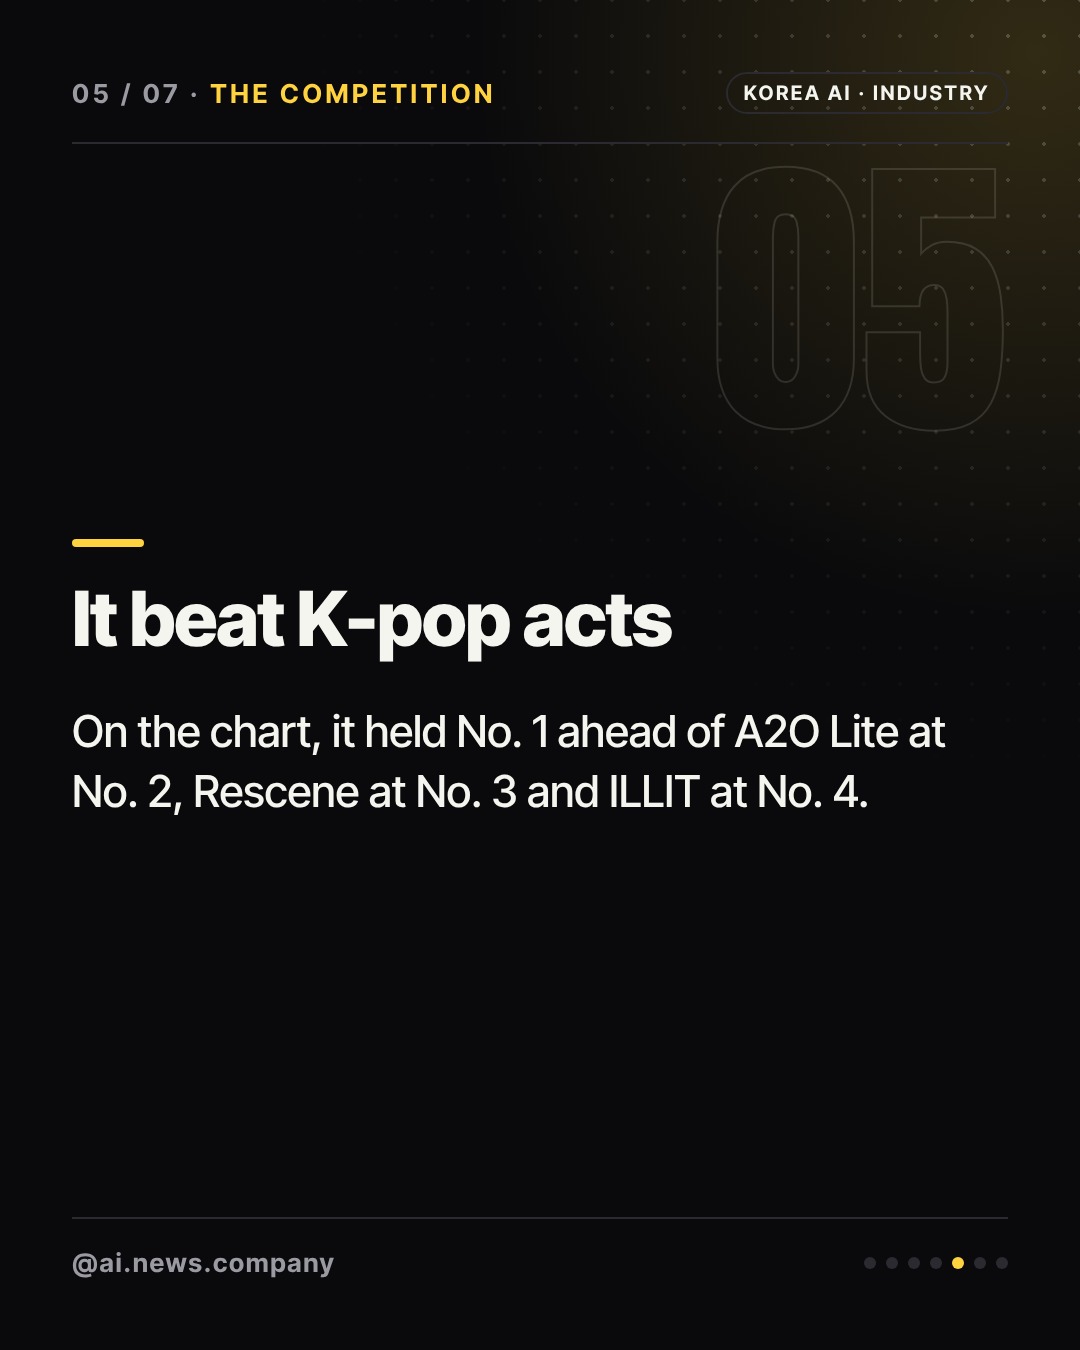 05 / 07 · THE COMPETITION
KOREA AI · INDUSTRY
05
It beat K-pop acts
On the chart, it held No. 1 ahead of A2O Lite at
No. 2, Rescene at No. 3 and ILLIT at No. 4.
@ai.news.company